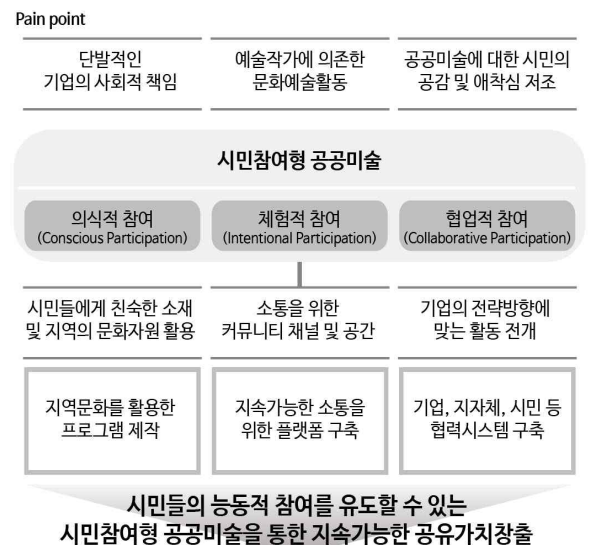 Pain point
단발적인
기업의 사회적 책임
예술작가에 의존한
문화예술활동
공공미술에 대한 시민의
공감 및 애착심 저조
시민참여형 공공미술
의식적 참여
(Conscious Participation)
체험적 참여
(Intentional Participation)
협업적 참여
(Collaborative Participation)
시민들에게 친숙한 소재
및 지역의 문화자원 활용
소통을 위한
커뮤니티 채널 및 공간
기업의 전략방향에
맞는 활동 전개
지역문화를 활용한
프로그램 제작
지속가능한 소통을
위한 플랫폼 구축
기업, 지자체, 시민 등
협력시스템 구축
시민들의 능동적 참여를 유도할 수 있는
시민참여형 공공미술을 통한 지속가능한 공유가치창출